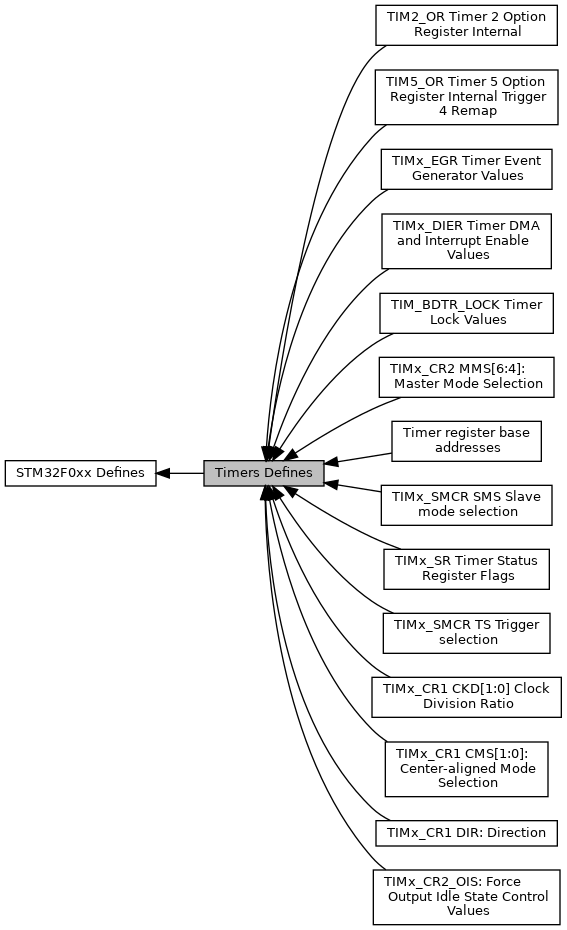 STM32F0xx Defines
Timers Defines
TIM2_OR Timer 2 Option
Register Internal
TIM5_OR Timer 5 Option
Register Internal Trigger
4 Remap
TIMx_EGR Timer Event
Generator Values
TIMx_DIER Timer DMA
and Interrupt Enable
Values
TIM_BDTR_LOCK Timer
Lock Values
TIMx_CR2 MMS[6:4]:
Master Mode Selection
Timer register base
addresses
TIMx_SMCR SMS Slave
mode selection
TIMx_SR Timer Status
Register Flags
TIMx_SMCR TS Trigger
selection
TIMx_CR1 CKD[1:0] Clock
Division Ratio
TIMx_CR1 CMS[1:0]:
Center-aligned Mode
Selection
TIMx_CR1 DIR: Direction
TIMx_CR2_OIS: Force
Output Idle State Control
Values